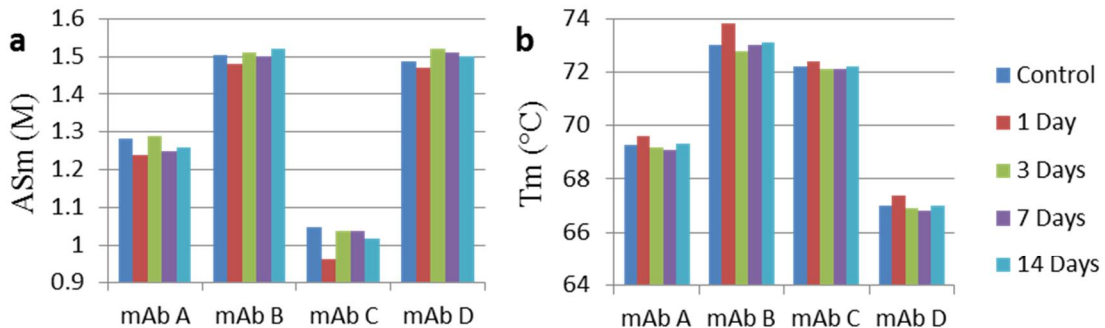 a
ASm (M)
1.6
1.5
1.4
1.3
1.2
1.1
1
0.9
mAb A mAb B mAb C mAb D
b
Tm (°C)
74
72
70
68
66
64
mAb A mAb B mAb C mAb D
Control
1 Day
3 Days
7 Days
14 Days